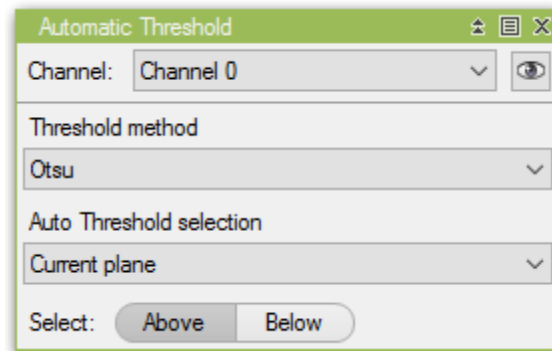 Automatic Threshold
Channel: Channel 0
Threshold method
Otsu
Auto Threshold selection
Current plane
Select: Above Below